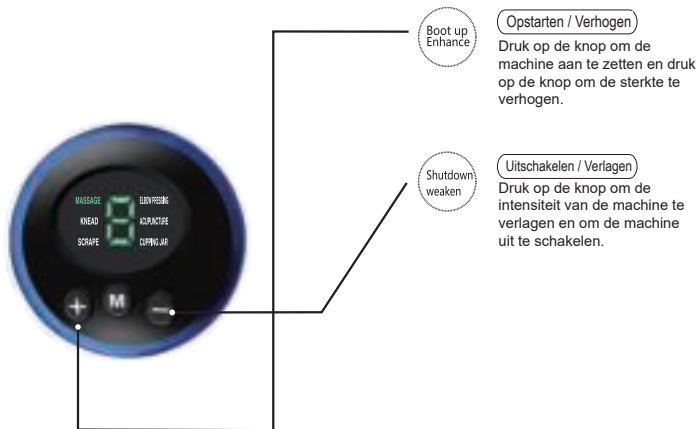 Boot up
Enhance
Opstarten / Verhogen
Druk op de knop om de
machine aan te zetten en druk
op de knop om de sterkte te
verhogen.
Shutdown
weaken
Uitschakelen / Verlagen
Druk op de knop om de
intensiteit van de machine te
verlagen en om de machine
uit te schakelen.
MASSAGE
KNEAD
SCRAPE
8
ELBOW PRESSING
ACUPUNCTURE
CUPPING JAR
+ M −